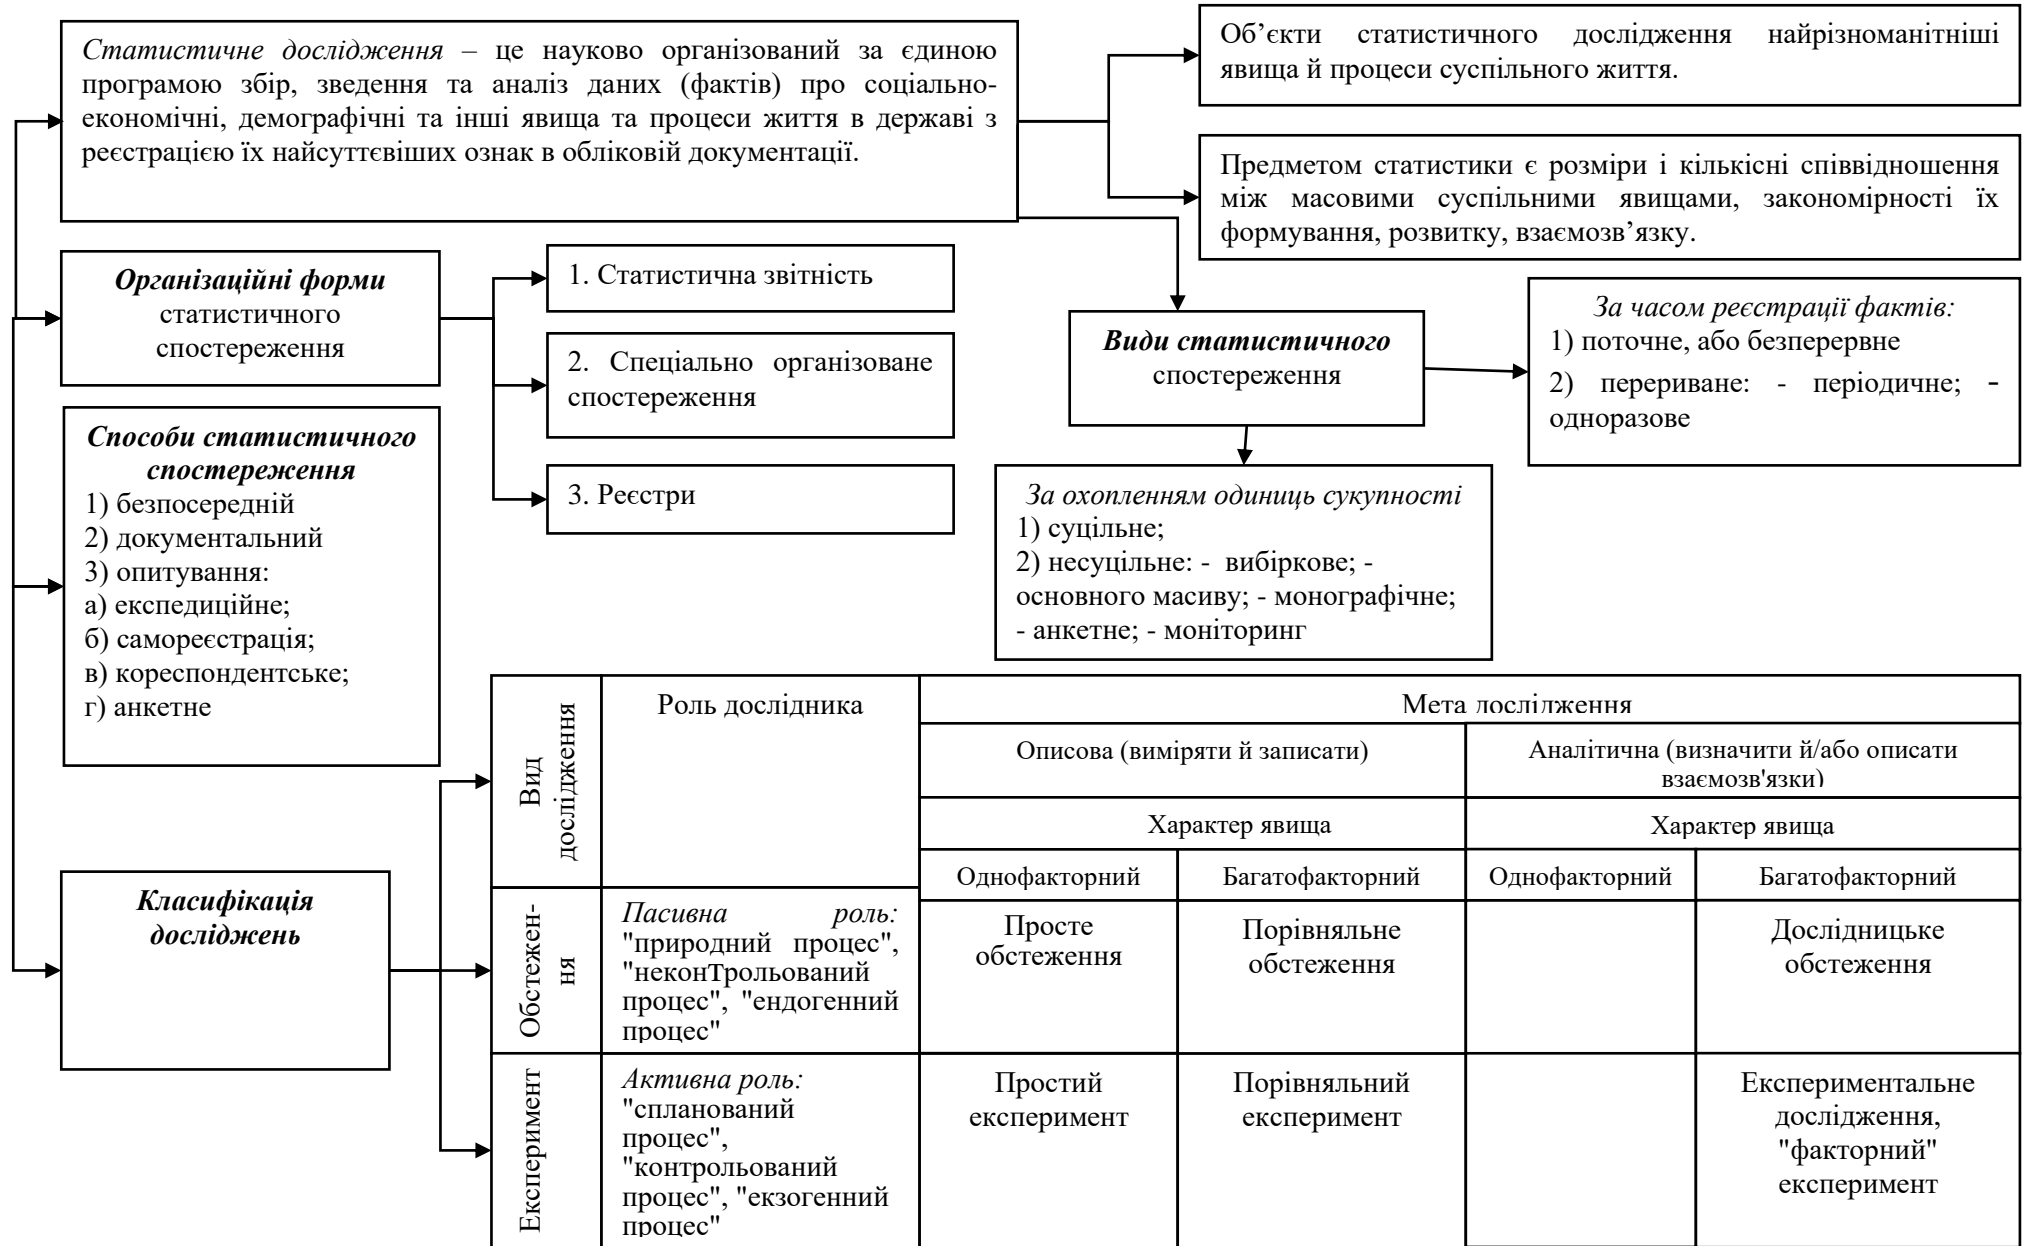 Статистичне дослідження – це науково організований за єдиною
програмою збір, зведення та аналіз даних (фактів) про соціально-
економічні, демографічні та інші явища та процеси життя в державі з
реєстрацією їх найсуттєвіших ознак в обліковій документації.
Об’єкти статистичного дослідження найрізноманітніші
явища й процеси суспільного життя.
Предметом статистики є розміри і кількісні співвідношення
між масовими суспільними явищами, закономірності їх
формування, розвитку, взаємозв’язку.
Організаційні форми
статистичного
спостереження
1. Статистична звітність
2. Спеціально організоване
спостереження
3. Реєстри
Види статистичного
спостереження
За часом реєстрації фактів:
1) поточне, або безперервне
2) перериване: - періодичне; -
одноразове
За охопленням одиниць сукупності
1) суцільне;
2) несуцільне: - вибіркове; -
основного масиву; - монографічне;
- анкетне; - моніторинг
Способи статистичного
спостереження
1) безпосередній
2) документальний
3) опитування:
а) експедиційне;
б) самореєстрація;
в) кореспондентське;
г) анкетне
Класифікація
досліджень
Вид
дослідження
Роль дослідника
Мета дослідження
Описова (виміряти й записати)
Аналітична (визначити й/або описати
взаємозв'язки)
Характер явища
Характер явища
Однофакторний
Багатофакторний
Однофакторний
Багатофакторний
Обстежен-
ня
Пасивна роль:
"природний процес",
"неконТрольований
процес", "ендогенний
процес"
Просте
обстеження
Порівняльне
обстеження
Дослідницьке
обстеження
Експеримент
Активна роль:
"спланований
процес",
"контрольований
процес", "екзогенний
процес"
Простий
експеримент
Порівняльний
експеримент
Експериментальне
дослідження,
"факторний"
експеримент